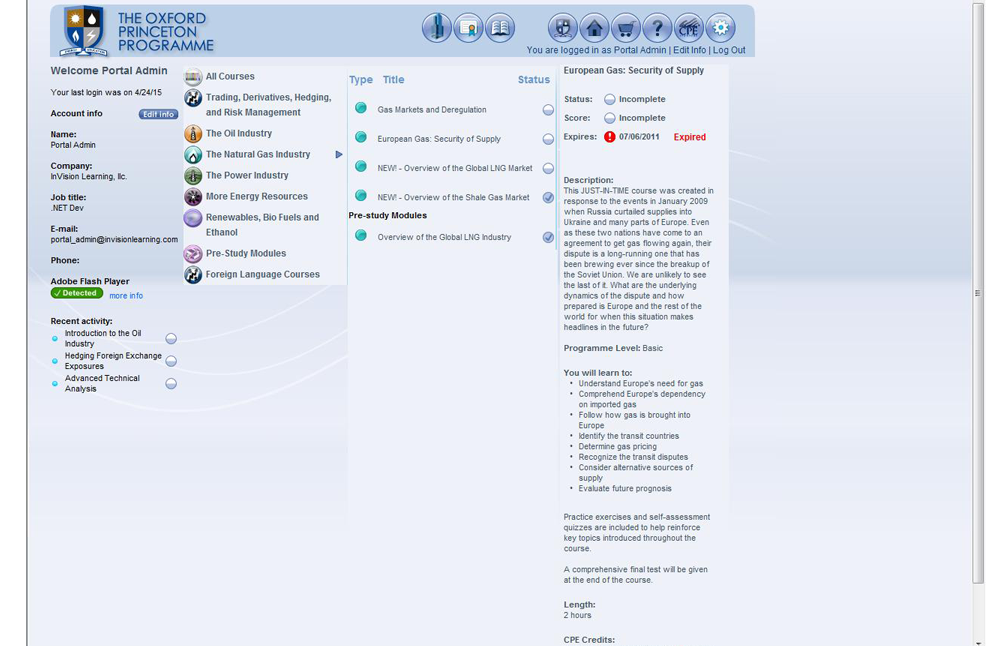 THE OXFORD
PRINCETON
PROGRAMME
CPE
You are logged in as Portal Admin | Edit Info | Log Out
Welcome Portal Admin
Your last login was on 4/24/15
Account info
Edit Info
Name:
Portal Admin
Company:
InVision Learning, llc.
Job title:
.NET Dev
E-mail:
portal_admin@invisionlearning.com
Phone:
Adobe Flash Player
Detected
more info
Recent activity:
Introduction to the Oil
Industry
Hedging Foreign Exchange
Exposures
Advanced Technical
Analysis
All Courses
Trading, Derivatives, Hedging,
and Risk Management
The Oil Industry
The Natural Gas Industry
The Power Industry
More Energy Resources
Renewables, Bio Fuels and
Ethanol
Pre-Study Modules
Foreign Language Courses
Type Title Status
Gas Markets and Deregulation
European Gas: Security of Supply
NEW! - Overview of the Global LNG Market
NEW! - Overview of the Shale Gas Market
Pre-study Modules
Overview of the Global LNG Industry
European Gas: Security of Supply
Status: Incomplete
Score: Incomplete
Expires: 07/06/2011 Expired
Description:
This JUST-IN-TIME course was created in
response to the events in January 2009
when Russia curtailed supplies into
Ukraine and many parts of Europe. Even
as these two nations have come to an
agreement to get gas flowing again, their
dispute is a long-running one that has
been brewing ever since the breakup of
the Soviet Union. We are unlikely to see
the last of it. What are the underlying
dynamics of the dispute and how
prepared is Europe and the rest of the
world for when this situation makes
headlines in the future?
Programme Level: Basic
You will learn to:
• Understand Europe's need for gas
• Comprehend Europe's dependency
on imported gas
• Follow how gas is brought into
Europe
• Identify the transit countries
• Determine gas pricing
• Recognize the transit disputes
• Consider alternative sources of
supply
• Evaluate future prognosis
Practice exercises and self-assessment
quizzes are included to help reinforce
key topics introduced throughout the
course.
A comprehensive final test will be given
at the end of the course.
Length:
2 hours
CPE Credits: